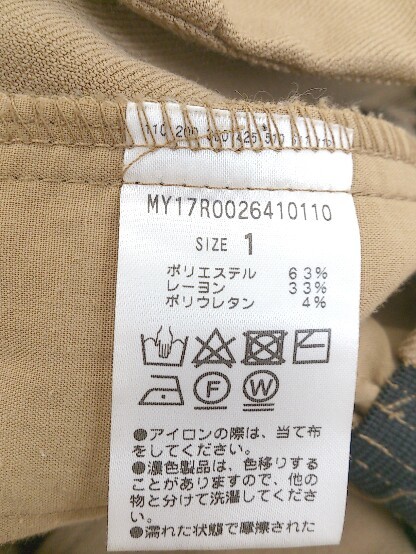 MY17R0026410110
SIZE 1
ポリエステル 63%
レーヨン 33%
ポリウレタン 4%
F W
●アイロンの際は、当て布
をしてください。
●濃色製品は、色移りする
ことがありますので、他の
物と分けて洗濯してくださ
い。
●濡れた状態で摩擦された